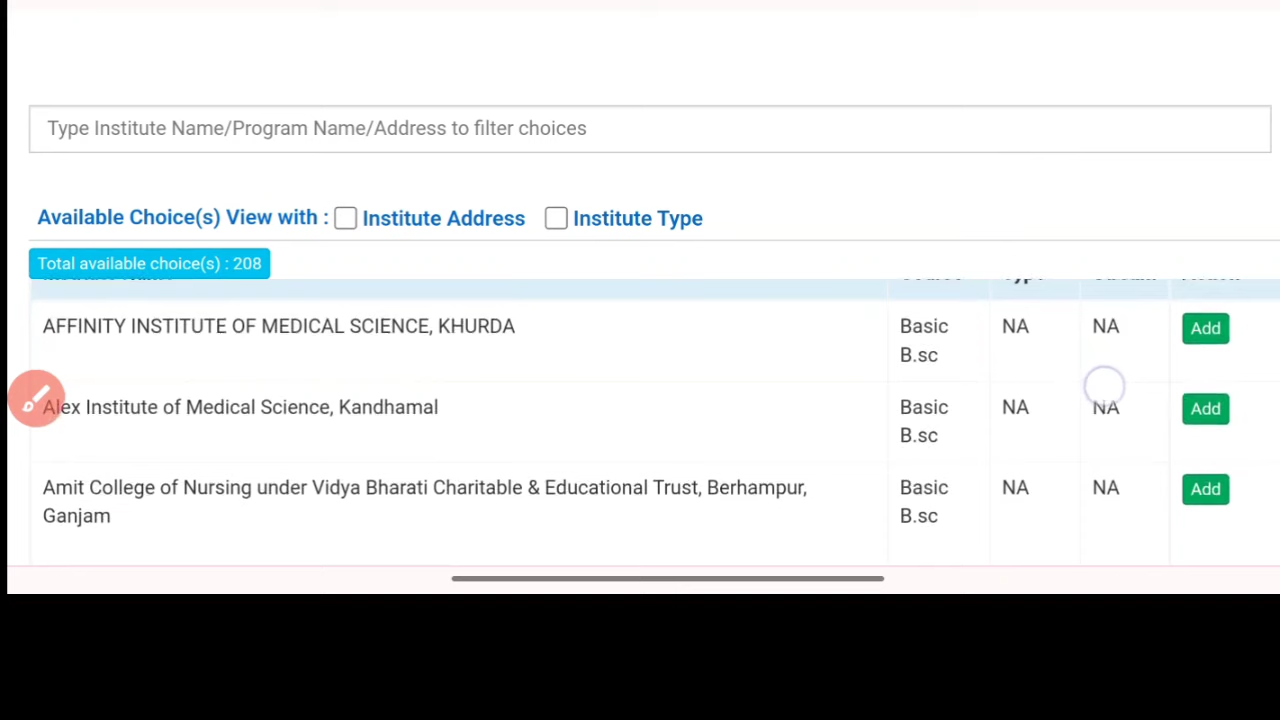 Type Institute Name/Program Name/Address to filter choices
Available Choice(s) View with : Institute Address Institute Type
Total available choice(s) : 208
AFFINITY INSTITUTE OF MEDICAL SCIENCE, KHURDA Basic NA NA Add
B.sc
Alex Institute of Medical Science, Kandhamal Basic NA NA Add
B.sc
Amit College of Nursing under Vidya Bharati Charitable & Educational Trust, Berhampur, Basic NA NA Add
Ganjam B.sc